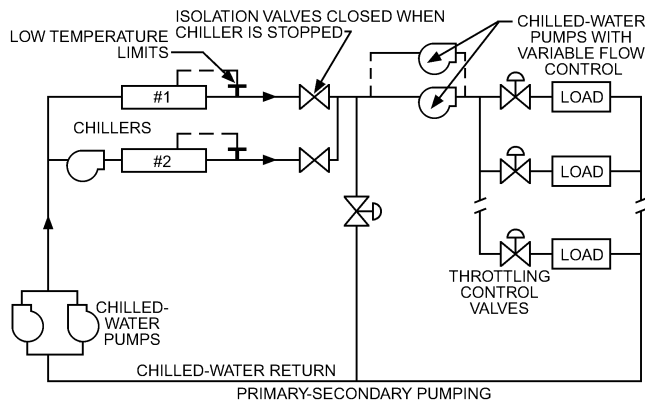 ISOLATION VALVES CLOSED WHEN
CHILLER IS STOPPED
LOW TEMPERATURE
LIMITS
CHILLED-WATER
PUMPS WITH
VARIABLE FLOW
CONTROL
#1
LOAD
CHILLERS
#2
LOAD
LOAD
THROTTLING
CONTROL
VALVES
CHILLED-
WATER
PUMPS
CHILLED-WATER RETURN
PRIMARY-SECONDARY PUMPING